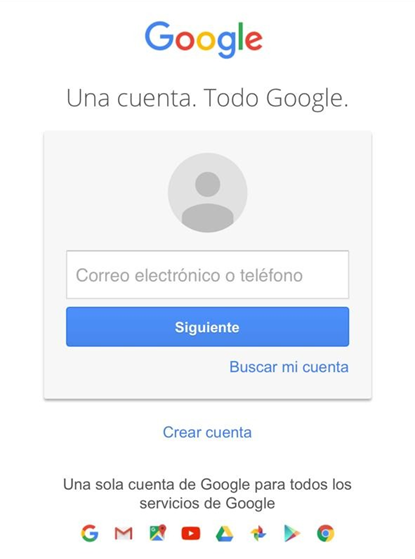 Google
Una cuenta. Todo Google.
Correo electrónico o teléfono
Siguiente
Buscar mi cuenta
Crear cuenta
Una sola cuenta de Google para todos los
servicios de Google